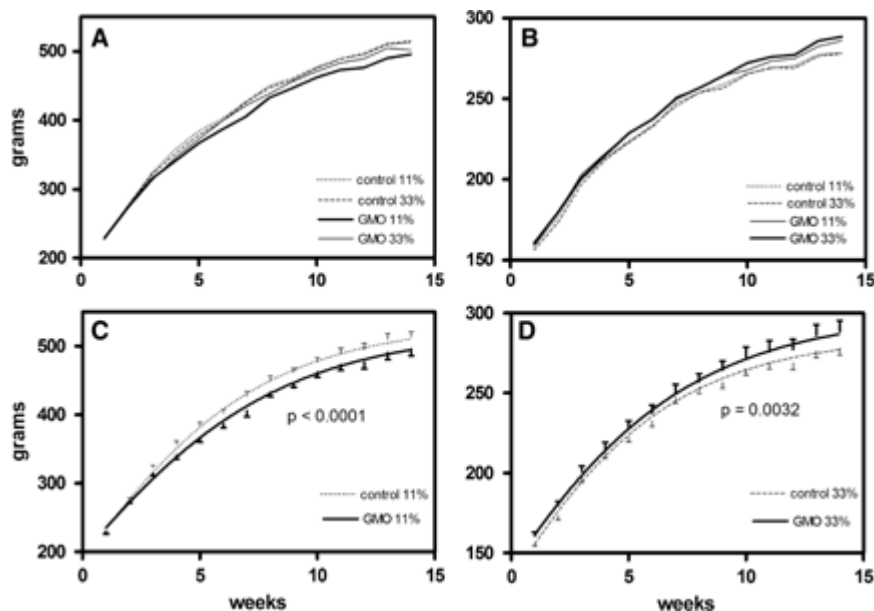 A
grams
500
400
300
200
0
5
10
15
control 11%
control 33%
GMO 11%
GMO 33%
B
300
250
200
150
0
5
10
15
control 11%
control 33%
GMO 11%
GMO 33%
C
grams
500
400
300
200
0
5
10
15
weeks
p < 0.0001
control 11%
GMO 11%
D
300
250
200
150
0
5
10
15
weeks
p = 0.0032
control 33%
GMO 33%